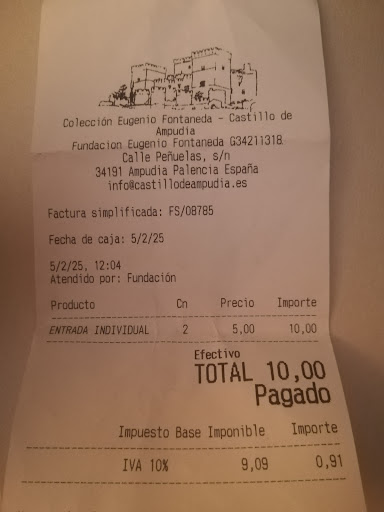 Colección Eugenio Fontaneda - Castillo de
Ampudia
Fundacion Eugenio Fontaneda G34211318
Calle Peñuelas, s/n
34191 Ampudia Palencia España
info@castillodeampudia.es
Factura simplificada: FS/08785
Fecha de caja: 5/2/25
5/2/25, 12:04
Atendido por: Fundación
Producto Cn Precio Importe
ENTRADA INDIVIDUAL 2 5,00 10,00
Efectivo
TOTAL 10,00
Pagado
Impuesto Base Imponible Importe
IVA 10% 9,09 0,91